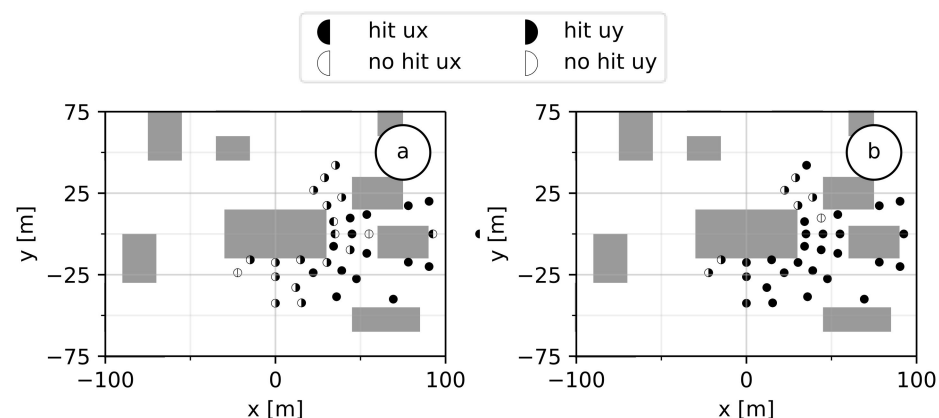 hit ux hit uy
no hit ux no hit uy
75 75
a b
25 25
y [m] y [m]
−25 −25
−75 −75
−100 0 100 −100 0 100
x [m] x [m]